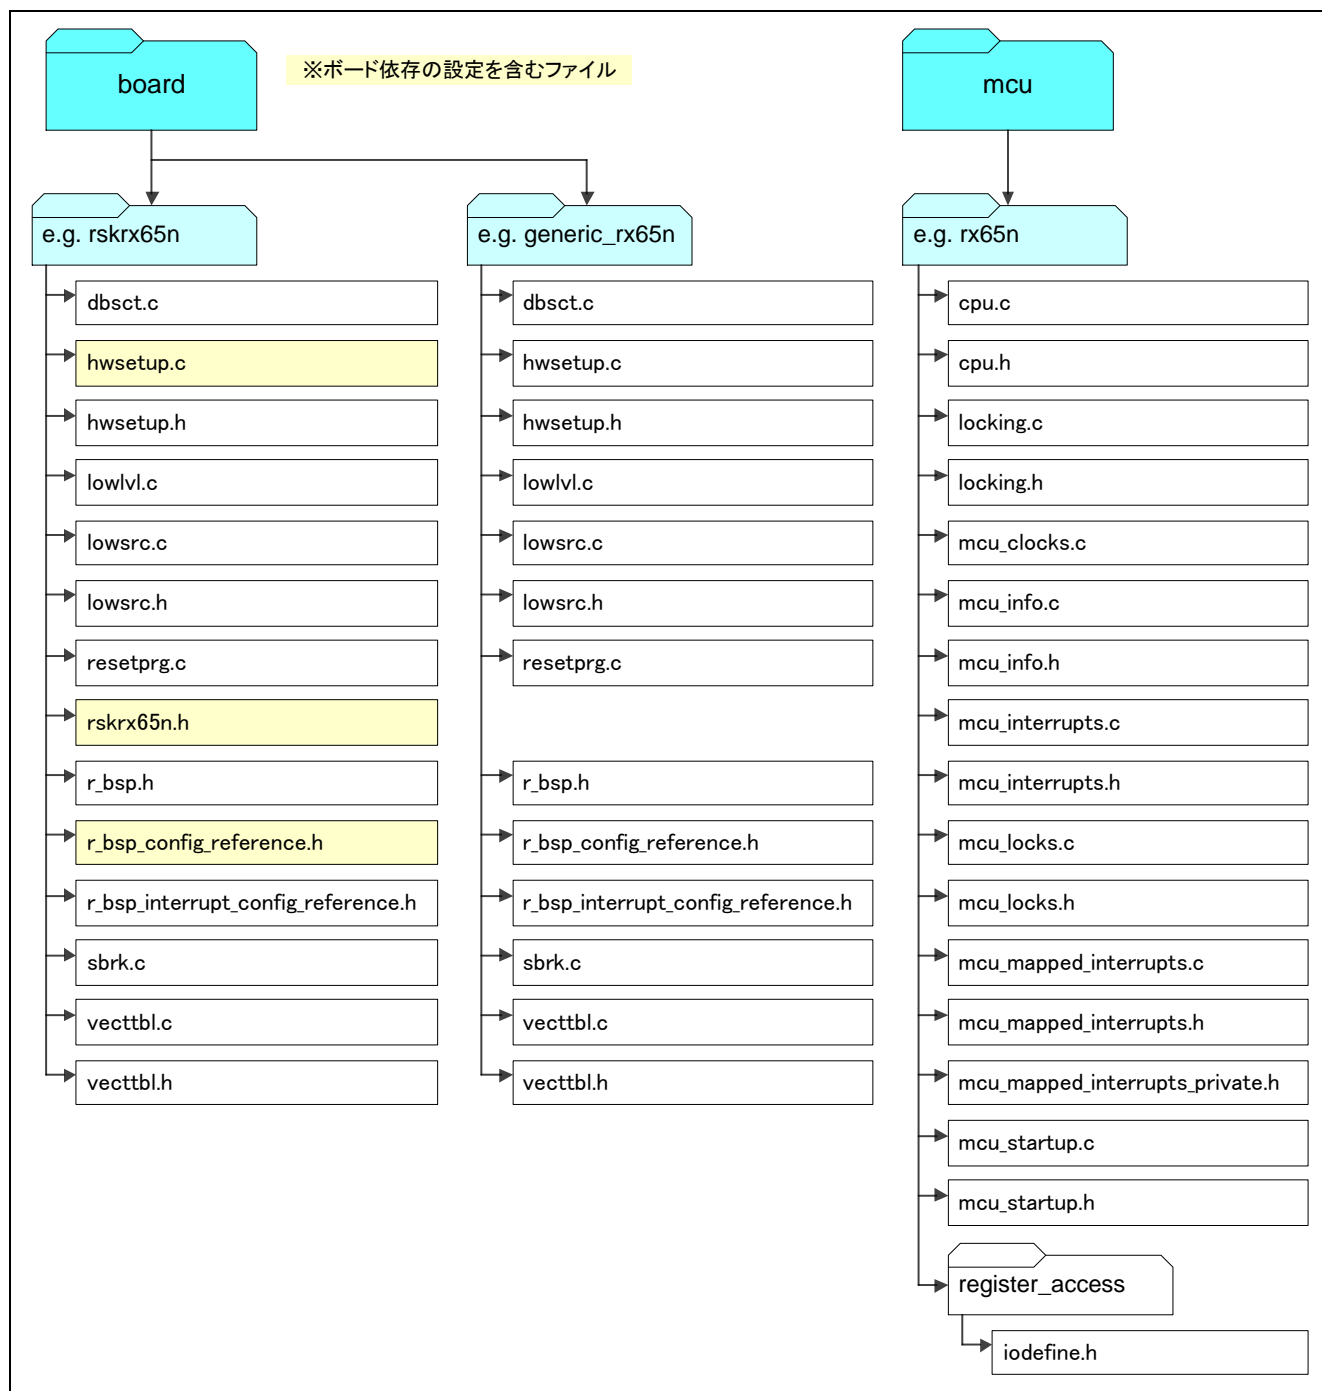 board
※ボード依存の設定を含むファイル
mcu
e.g. rskrx65n
dbsct.c
hwsetup.c
hwsetup.h
lowlvl.c
lowsrc.c
lowsrc.h
resetprg.c
rskrx65n.h
r_bsp.h
r_bsp_config_reference.h
r_bsp_interrupt_config_reference.h
sbrk.c
vecttbl.c
vecttbl.h
e.g. generic_rx65n
dbsct.c
hwsetup.c
hwsetup.h
lowlvl.c
lowsrc.c
lowsrc.h
resetprg.c
r_bsp.h
r_bsp_config_reference.h
r_bsp_interrupt_config_reference.h
sbrk.c
vecttbl.c
vecttbl.h
e.g. rx65n
cpu.c
cpu.h
locking.c
locking.h
mcu_clocks.c
mcu_info.c
mcu_info.h
mcu_interrupts.c
mcu_interrupts.h
mcu_locks.c
mcu_locks.h
mcu_mapped_interrupts.c
mcu_mapped_interrupts.h
mcu_mapped_interrupts_private.h
mcu_startup.c
mcu_startup.h
register_access
iodefine.h